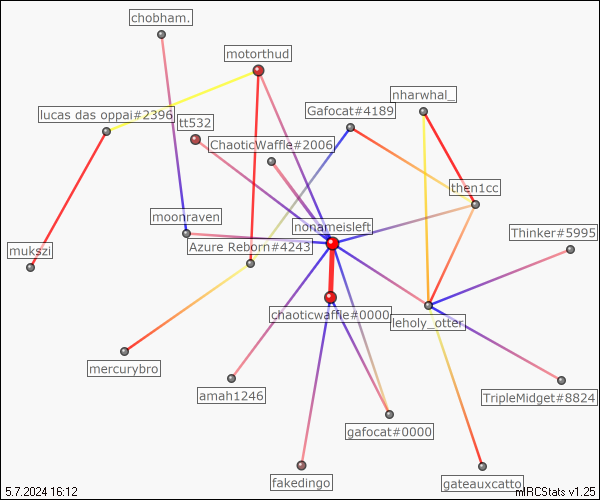 chobham.
motorthud
nharwhal_
lucas das oppai#2396
Gafocat#4189
tt532
ChaoticWaffle#2006
then1cc
moonraven
nonameisleft
Thinker#5995
Azure Reborn#4243
mukszi
chaoticwaffle#0000
leholy_otter
mercurybro
amah1246
TripleMidget#8824
gafocat#0000
fakedingo
gateauxcatto
5.7.2024 16:12
mIRCStats v1.25